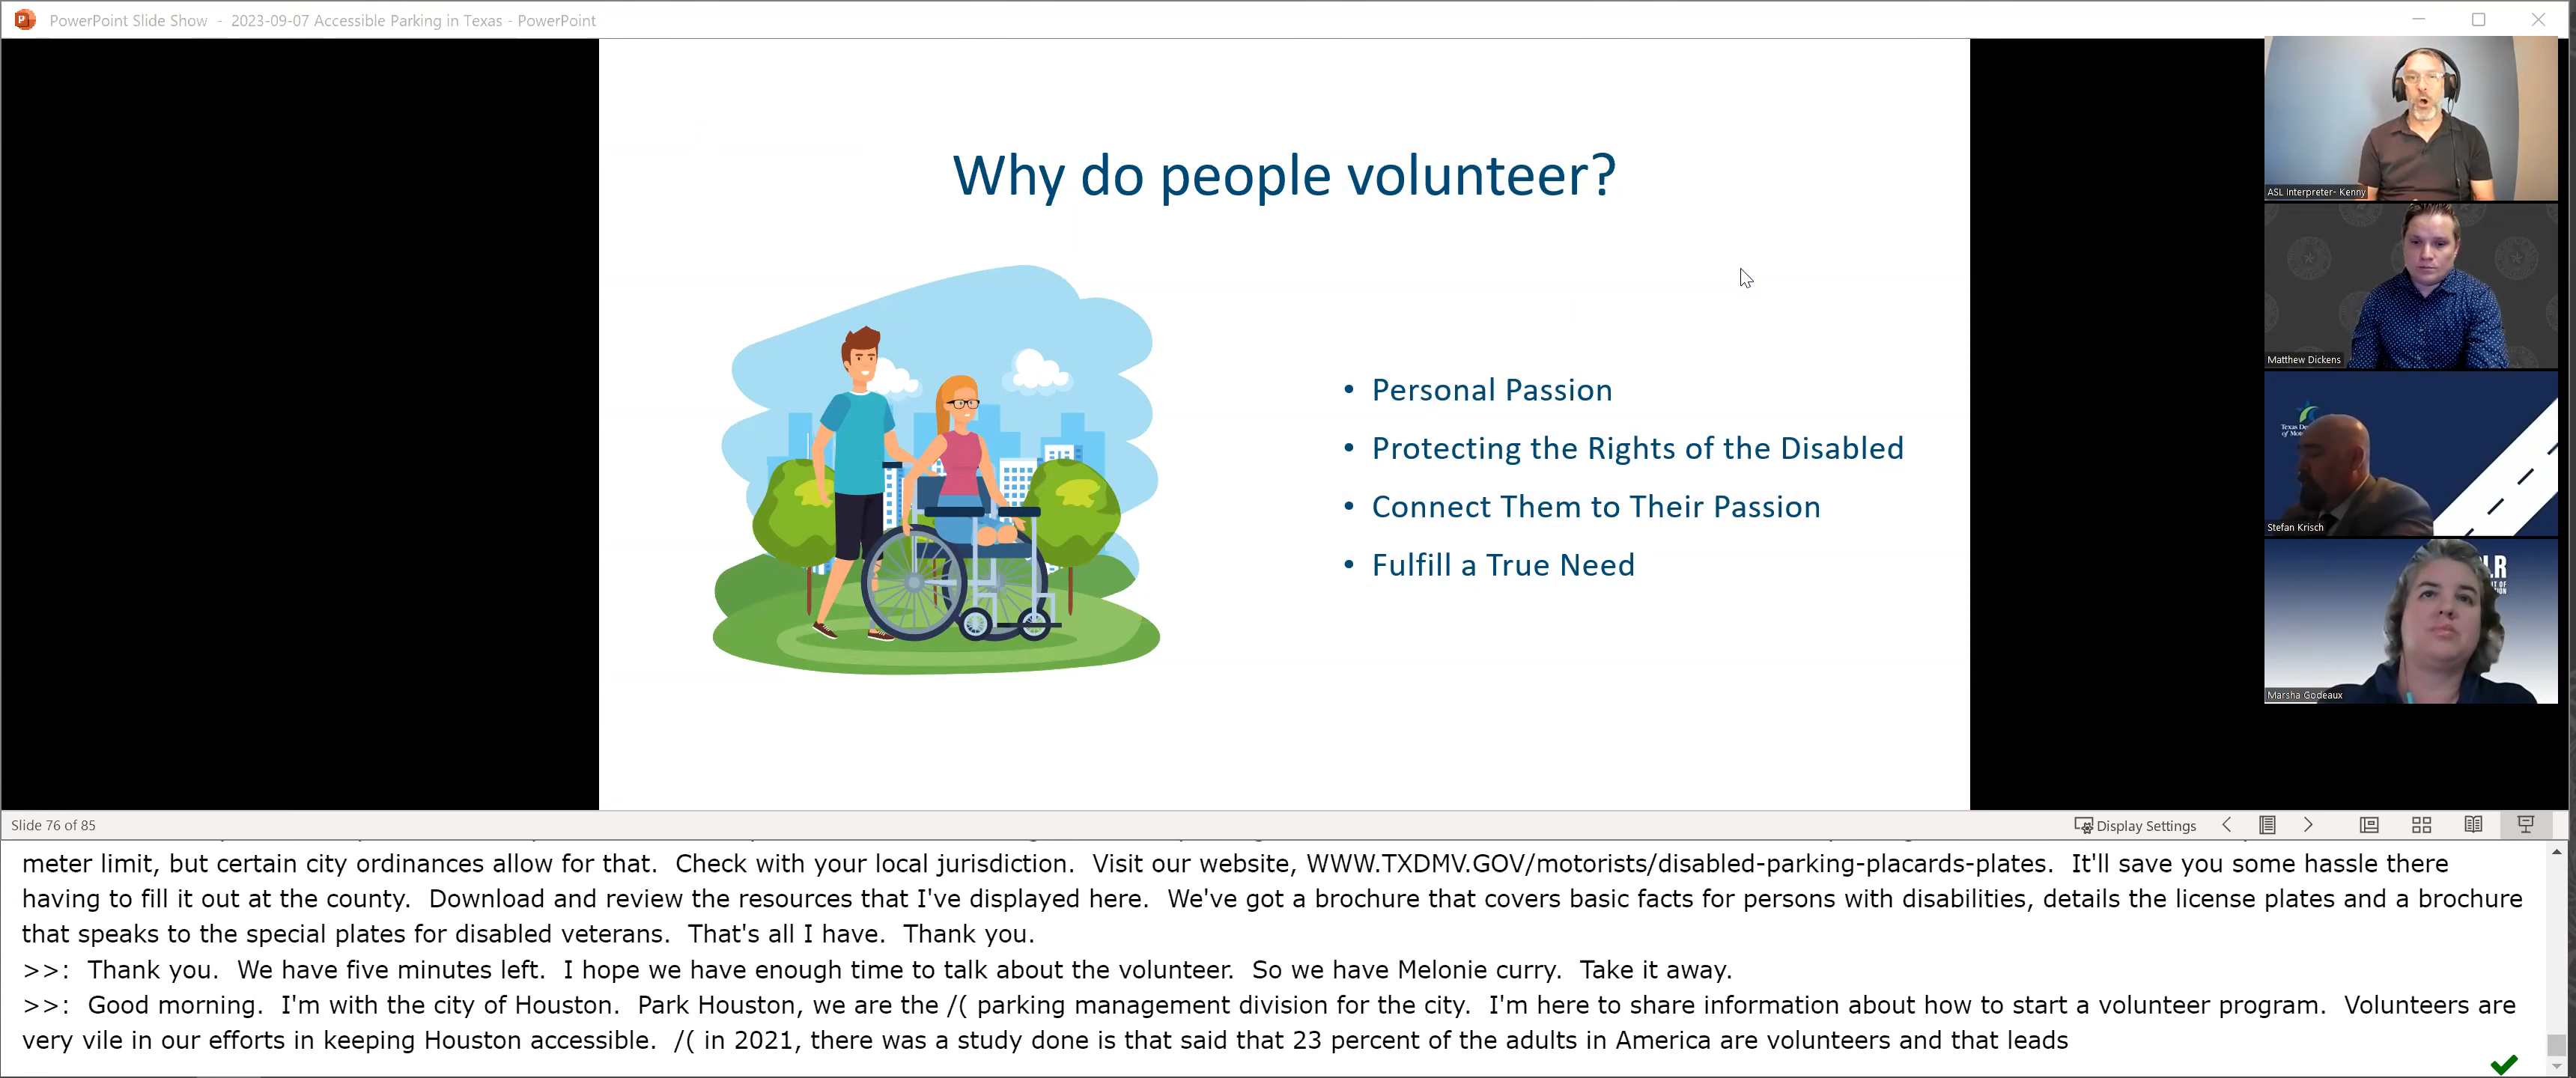 PowerPoint Slide Show - 2023-09-07 Accessible Parking in Texas - PowerPoint
Why do people volunteer?
• Personal Passion
• Protecting the Rights of the Disabled
• Connect Them to Their Passion
• Fulfill a True Need
ASL Interpreter- Kenny
Matthew Dickens
Texas De
of Mot
Stefan Krisch
LR
Marsha Godeaux
Slide 76 of 85
Display Settings
meter limit, but certain city ordinances allow for that.  Check with your local jurisdiction.  Visit our website, WWW.TXDMV.GOV/motorists/disabled-parking-placards-plates.  It'll save you some hassle there
having to fill it out at the county.  Download and review the resources that I've displayed here.  We've got a brochure that covers basic facts for persons with disabilities, details the license plates and a brochure
that speaks to the special plates for disabled veterans.  That's all I have.  Thank you.
>>:  Thank you.  We have five minutes left.  I hope we have enough time to talk about the volunteer.  So we have Melonie curry.  Take it away.
>>:  Good morning.  I'm with the city of Houston.  Park Houston, we are the /( parking management division for the city.  I'm here to share information about how to start a volunteer program.  Volunteers are
very vile in our efforts in keeping Houston accessible.  /( in 2021, there was a study done is that said that 23 percent of the adults in America are volunteers and that leads